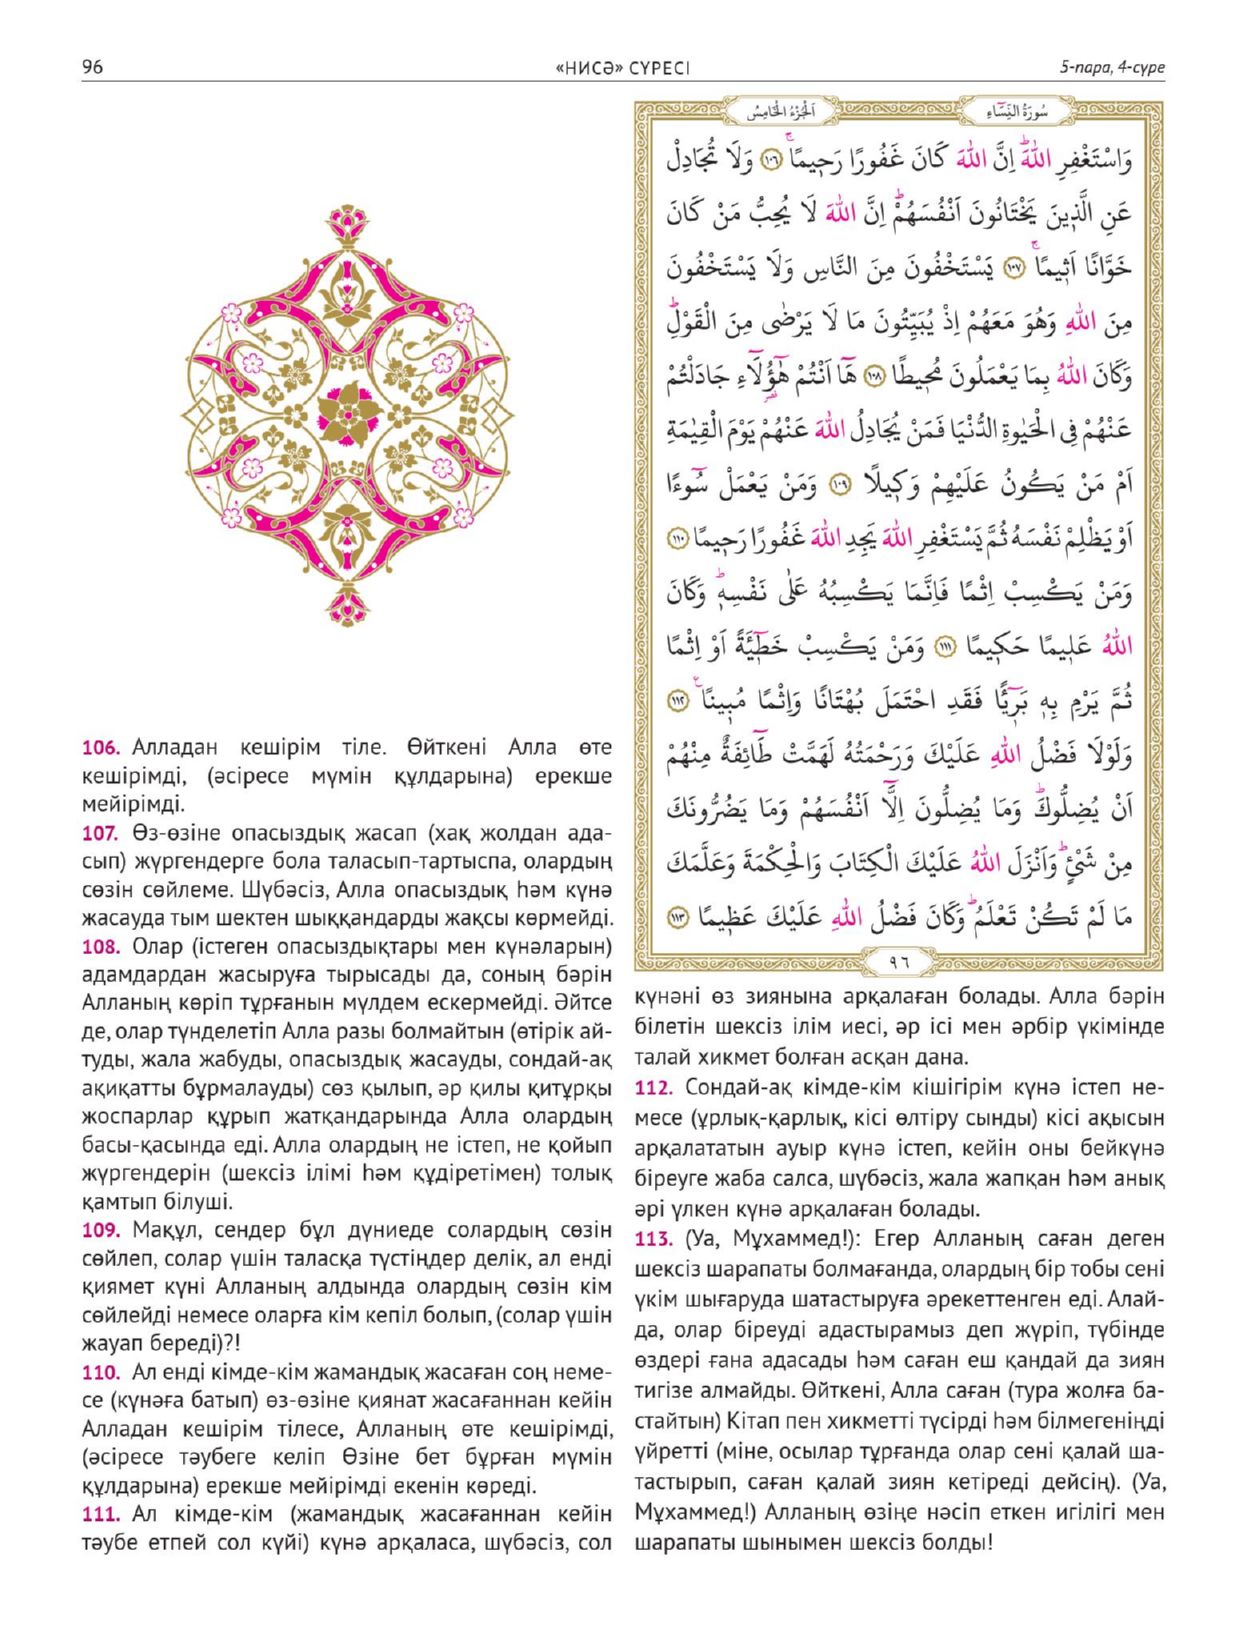 96
«НИСӘ» СҮРЕСІ
5-пара, 4-сүре
سُورَةُ النِّسَٓاءِ
اَلْجُزْءُ الْخَامِسُ
وَاسْتَغْفِرِ اللّٰهَۜ اِنَّ اللّٰهَ كَانَ غَفُورًا رَح۪يمًاۚ ﴿١٠٦﴾ وَلَا تُجَادِلْ
عَنِ الَّذ۪ينَ يَخْتَانُونَ اَنْفُسَهُمْۜ اِنَّ اللّٰهَ لَا يُحِبُّ مَنْ كَانَ
خَوَّانًا اَث۪يمًاۚ ﴿١٠٧﴾ يَسْتَخْفُونَ مِنَ النَّاسِ وَلَا يَسْتَخْفُونَ
مِنَ اللّٰهِ وَهُوَ مَعَهُمْ اِذْ يُبَيِّتُونَ مَا لَا يَرْضٰى مِنَ الْقَوْلِۜ
وَكَانَ اللّٰهُ بِمَا يَعْمَلُونَ مُح۪يطًا ﴿١٠٨﴾ هَٓا اَنْتُمْ هٰٓؤُ۬لَٓاءِ جَادَلْتُمْ
عَنْهُمْ فِي الْحَيٰوةِ الدُّنْيَا فَمَنْ يُجَادِلُ اللّٰهَ عَنْهُمْ يَوْمَ الْقِيٰمَةِ
اَمْ مَنْ يَكُونُ عَلَيْهِمْ وَك۪يلًا ﴿١٠٩﴾ وَمَنْ يَعْمَلْ سُٓوءًا
اَوْ يَظْلِمْ نَفْسَهُ ثُمَّ يَسْتَغْفِرِ اللّٰهَ يَجِدِ اللّٰهَ غَفُورًا رَح۪يمًا ﴿١١٠﴾
وَمَنْ يَكْسِبْ اِثْمًا فَاِنَّمَا يَكْسِبُهُ عَلٰى نَفْسِه۪ۜ وَكَانَ
اللّٰهُ عَل۪يمًا حَك۪يمًا ﴿١١١﴾ وَمَنْ يَكْسِبْ خَط۪ٓيـَٔةً اَوْ اِثْمًا
ثُمَّ يَرْمِ بِه۪ بَر۪ٓيـًٔا فَقَدِ احْتَمَلَ بُهْتَانًا وَاِثْمًا مُب۪ينًا۟ ﴿١١٢﴾
وَلَوْلَا فَضْلُ اللّٰهِ عَلَيْكَ وَرَحْمَتُهُ لَهَمَّتْ طَٓائِفَةٌ مِنْهُمْ
اَنْ يُضِلُّوكَۜ وَمَا يُضِلُّونَ اِلَّٓا اَنْفُسَهُمْ وَمَا يَضُرُّونَكَ
مِنْ شَيْءٍۜ وَاَنْزَلَ اللّٰهُ عَلَيْكَ الْكِتَابَ وَالْحِكْمَةَ وَعَلَّمَكَ
مَا لَمْ تَكُنْ تَعْلَمُۜ وَكَانَ فَضْلُ اللّٰهِ عَلَيْكَ عَظ۪يمًا ﴿١١٣﴾
٩٦
106. Алладан кешірім тіле. Өйткені Алла өте
кешірімді, (әсіресе мүмін құлдарына) ерекше
мейірімді.
107. Өз-өзіне опасыздық жасап (хақ жолдан ада-
сып) жүргендерге бола таласып-тартыспа, олардың
сөзін сөйлеме. Шүбәсіз, Алла опасыздық һәм күнә
жасауда тым шектен шыққандарды жақсы көрмейді.
108. Олар (істеген опасыздықтары мен күнәларын)
адамдардан жасыруға тырысады да, соның бәрін
Алланың көріп тұрғанын мүлдем ескермейді. Әйтсе
де, олар түнделетіп Алла разы болмайтын (өтірік ай-
туды, жала жабуды, опасыздық жасауды, сондай-ақ
ақиқатты бұрмалауды) сөз қылып, әр қилы қитұрқы
жоспарлар құрып жатқандарында Алла олардың
басы-қасында еді. Алла олардың не істеп, не қойып
жүргендерін (шексіз ілімі һәм құдіретімен) толық
қамтып білуші.
109. Мақұл, сендер бұл дүниеде солардың сөзін
сөйлеп, солар үшін таласқа түстіңдер делік, ал енді
қиямет күні Алланың алдында олардың сөзін кім
сөйлейді немесе оларға кім кепіл болып, (солар үшін
жауап береді)?!
110. Ал енді кімде-кім жамандық жасаған соң неме-
се (күнәға батып) өз-өзіне қиянат жасағаннан кейін
Алладан кешірім тілесе, Алланың өте кешірімді,
(әсіресе тәубеге келіп Өзіне бет бұрған мүмін
құлдарына) ерекше мейірімді екенін көреді.
111. Ал кімде-кім (жамандық жасағаннан кейін
тәубе етпей сол күйі) күнә арқаласа, шүбәсіз, сол
күнәні өз зиянына арқалаған болады. Алла бәрін
білетін шексіз ілім иесі, әр ісі мен әрбір үкімінде
талай хикмет болған асқан дана.
112. Сондай-ақ кімде-кім кішігірім күнә істеп не-
месе (ұрлық-қарлық, кісі өлтіру сынды) кісі ақысын
арқалататын ауыр күнә істеп, кейін оны бейкүнә
біреуге жаба салса, шүбәсіз, жала жапқан һәм анық
әрі үлкен күнә арқалаған болады.
113. (Уа, Мұхаммед!): Егер Алланың саған деген
шексіз шарапаты болмағанда, олардың бір тобы сені
үкім шығаруда шатастыруға әрекеттенген еді. Алай-
да, олар біреуді адастырамыз деп жүріп, түбінде
өздері ғана адасады һәм саған еш қандай да зиян
тигізе алмайды. Өйткені, Алла саған (тура жолға ба-
стайтын) Кітап пен хикметті түсірді һәм білмегеніңді
үйретті (міне, осылар тұрғанда олар сені қалай ша-
тастырып, саған қалай зиян кетіреді дейсің). (Уа,
Мұхаммед!) Алланың өзіңе нәсіп еткен игілігі мен
шарапаты шынымен шексіз болды!